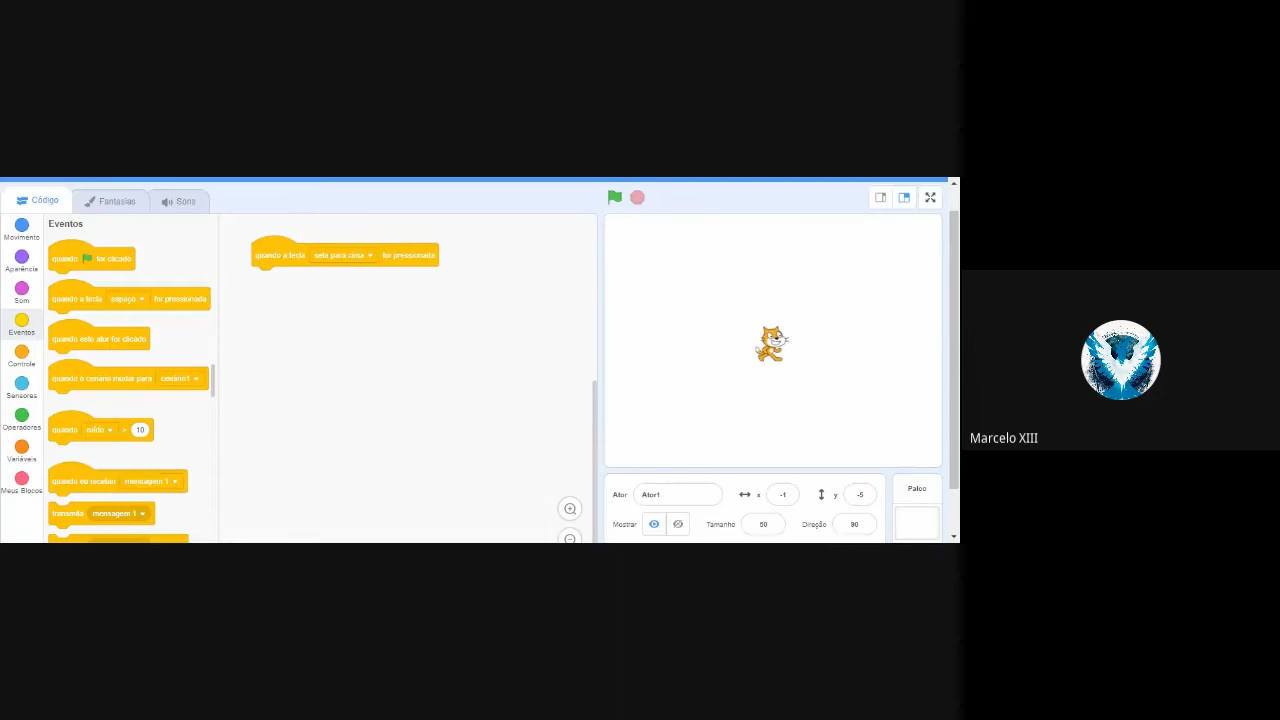 Código
Fantasias
Sons
Movimento
Aparência
Som
Eventos
Controle
Sensores
Operadores
Variáveis
Meus Blocos
Eventos
quando for clicado
quando a tecla espaço for pressionada
quando este ator for clicado
quando o cenário mudar para cenário1
quando ruído > 10
quando eu receber mensagem 1
transmita mensagem 1
quando a tecla seta para cima for pressionada
Ator Ator1 x -1 y -5
Mostrar Tamanho 50 Direção 90
Palco
Marcelo XIII